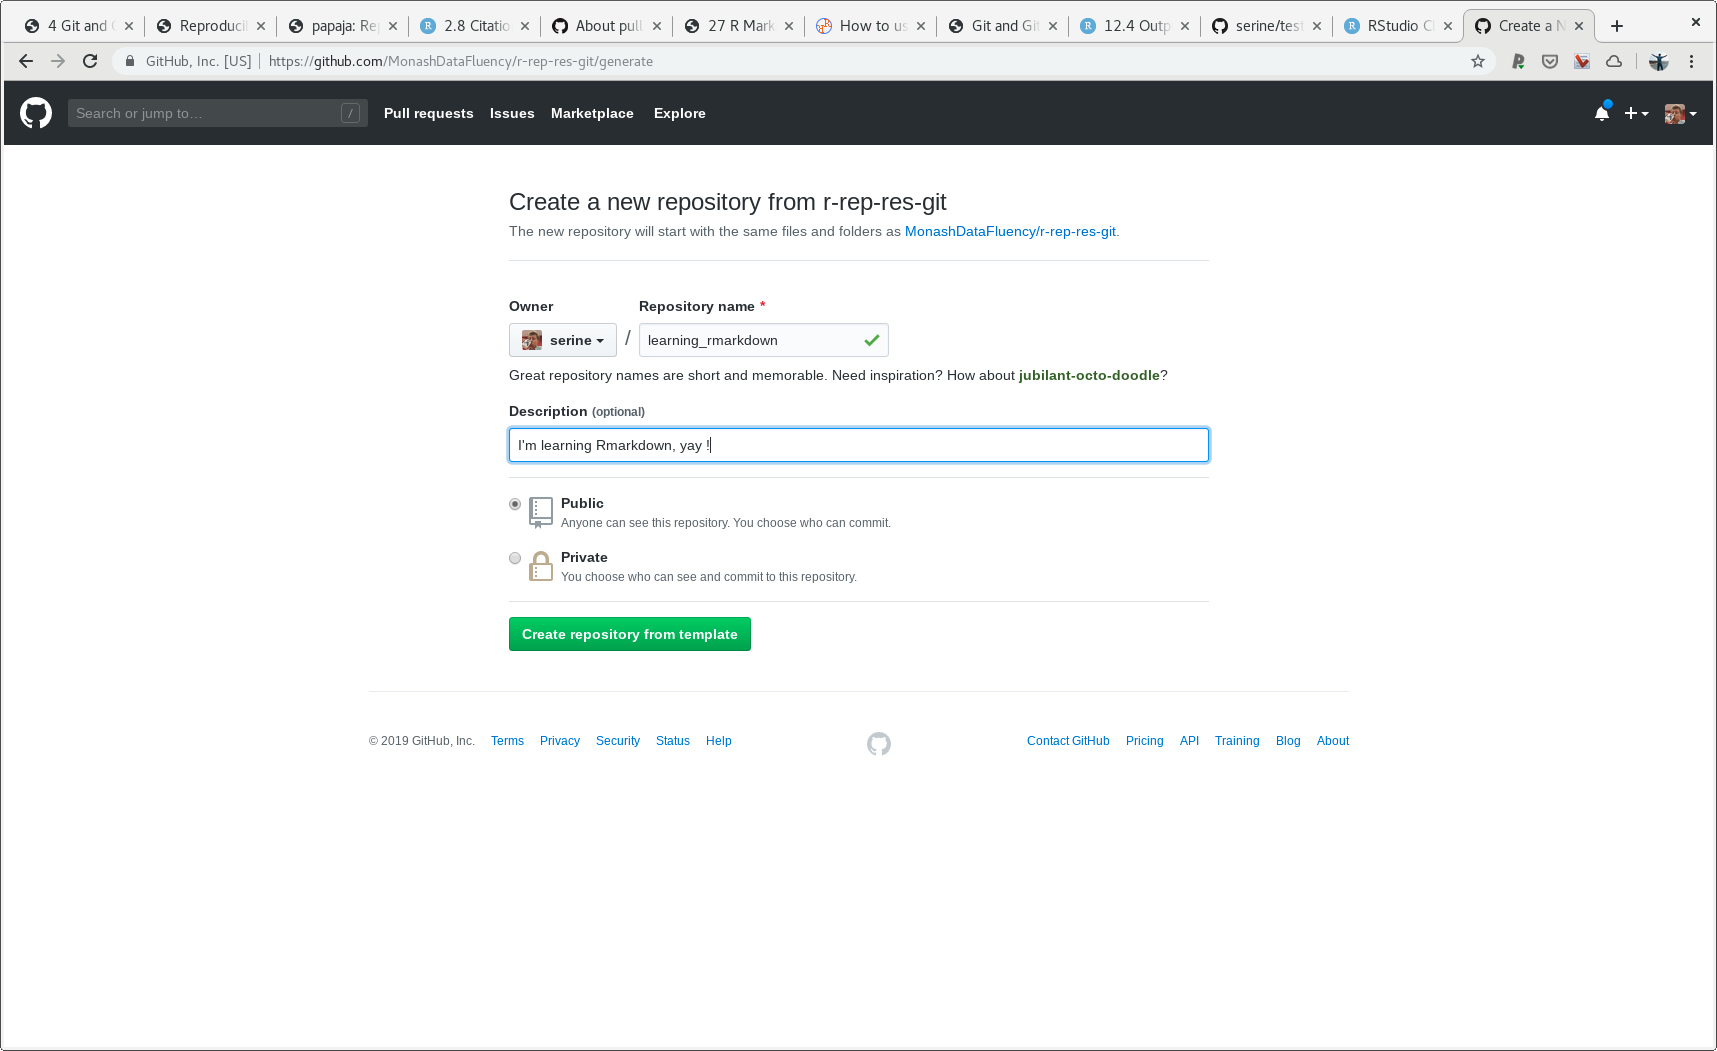 4 Git and G
Reproducil
papaja: Rep
2.8 Citatio
About pull
27 R Mark
How to us
Git and Git
12.4 Outp
serine/test
RStudio Cl
Create a N
GitHub, Inc. [US] https://github.com/MonashDataFluency/r-rep-res-git/generate
Search or jump to… / Pull requests Issues Marketplace Explore
Create a new repository from r-rep-res-git
The new repository will start with the same files and folders as MonashDataFluency/r-rep-res-git.
Owner Repository name *
serine / learning_rmarkdown
Great repository names are short and memorable. Need inspiration? How about jubilant-octo-doodle?
Description (optional)
I'm learning Rmarkdown, yay !
Public
Anyone can see this repository. You choose who can commit.
Private
You choose who can see and commit to this repository.
Create repository from template
© 2019 GitHub, Inc. Terms Privacy Security Status Help Contact GitHub Pricing API Training Blog About